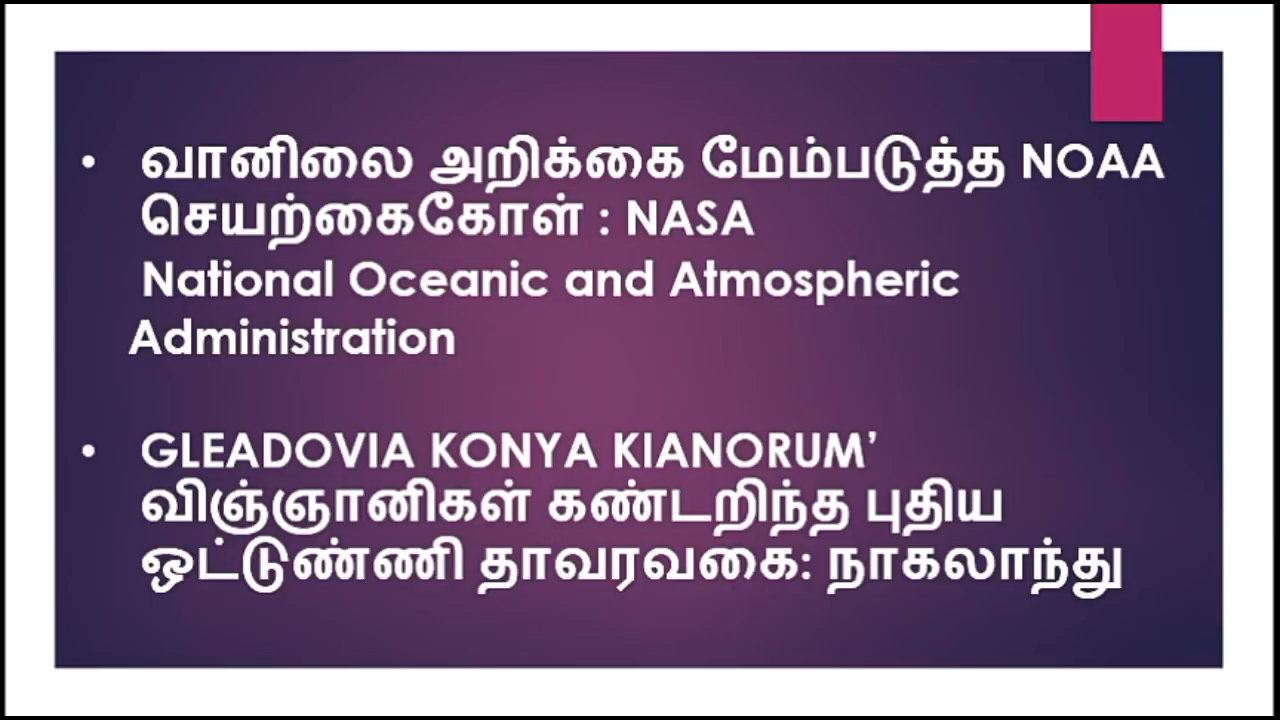 • வானிலை அறிக்கை மேம்படுத்த NOAA
செயற்கைகோள் : NASA
National Oceanic and Atmospheric
Administration
• GLEADOVIA KONYA KIANORUM’
விஞ்ஞானிகள் கண்டறிந்த புதிய
ஒட்டுண்ணி தாவரவகை: நாகலாந்து